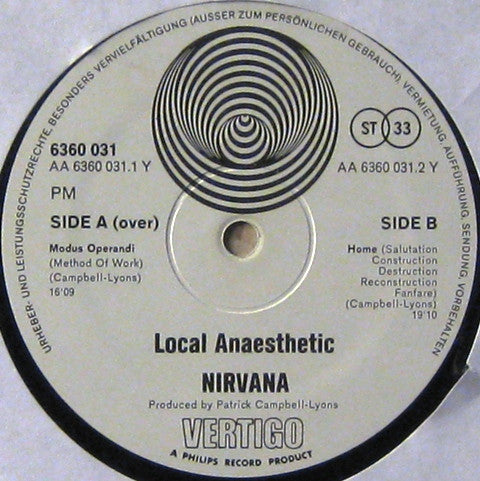 URHEBER- UND LEISTUNGSSCHUTZRECHTE, BESONDERS VERVIELFÄLTIGUNG (AUSSER ZUM PERSÖNLICHEN GEBRAUCH), VERMIETUNG, AUFFÜHRUNG, SENDUNG, VORBEHALTEN
6360 031
AA 6360 031.1 Y
PM
SIDE A (over)
Modus Operandi
(Method Of Work)
(Campbell-Lyons)
16'09
ST 33
AA 6360 031.2 Y
SIDE B
Home (Salutation
Construction
Destruction
Reconstruction
Fanfare)
(Campbell-Lyons)
19'10
Local Anaesthetic
NIRVANA
Produced by Patrick Campbell-Lyons
VERTIGO
A PHILIPS RECORD PRODUCT